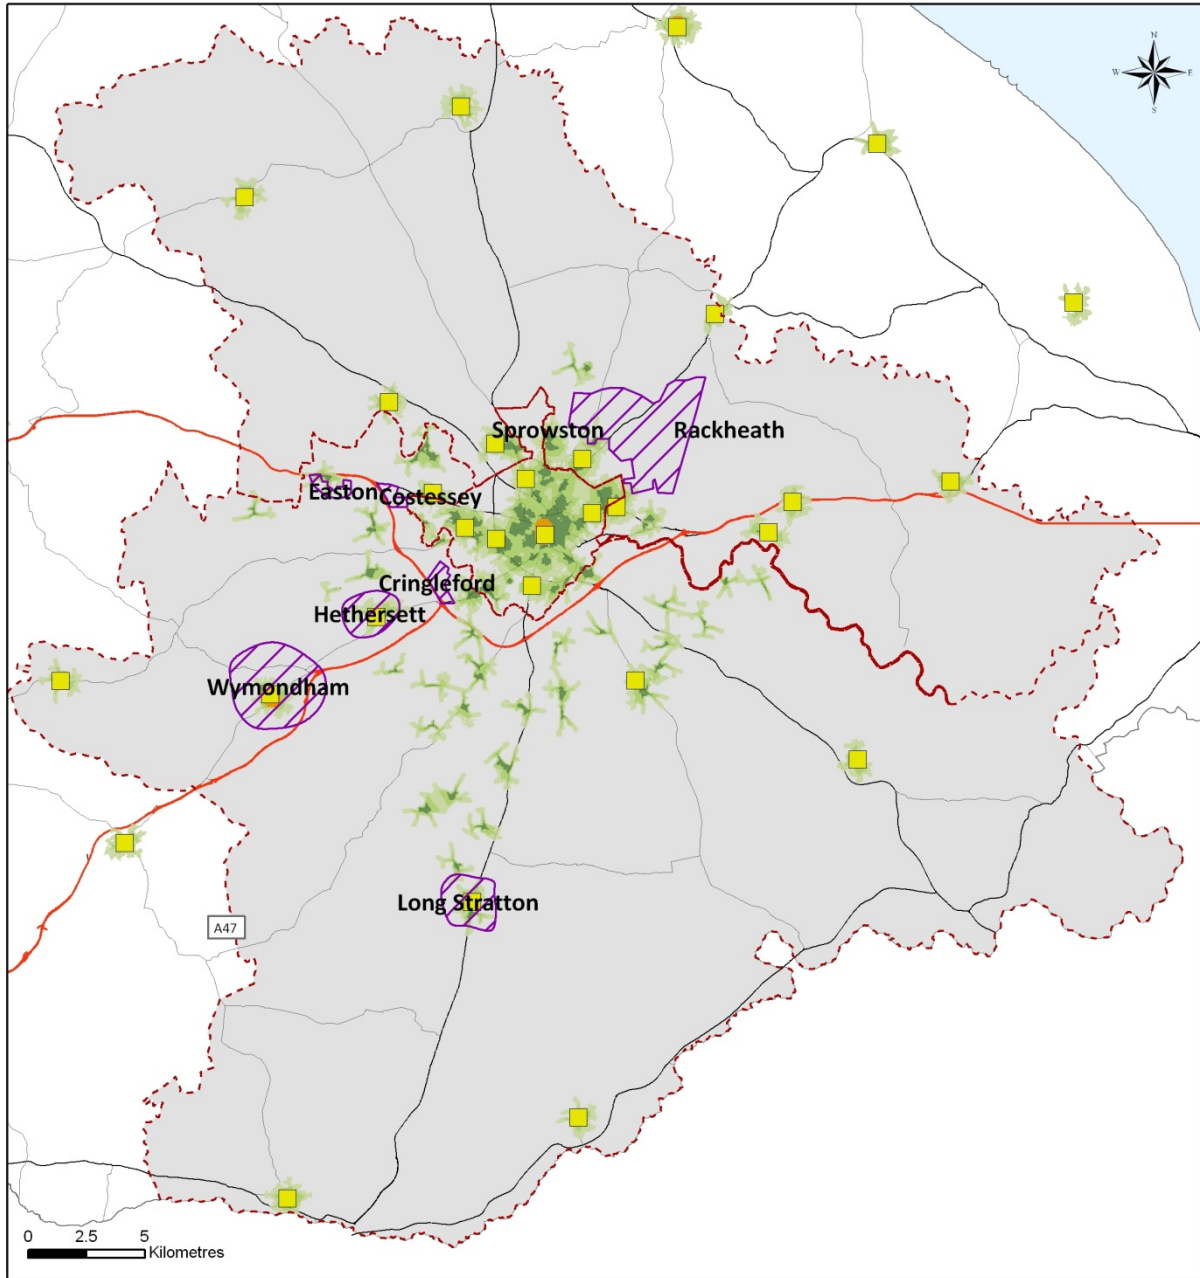 N
W E
S
Sprowston
Rackheath
Easton
Costessey
Cringleford
Hethersett
Wymondham
Long Stratton
A47
0 2.5 5
Kilometres